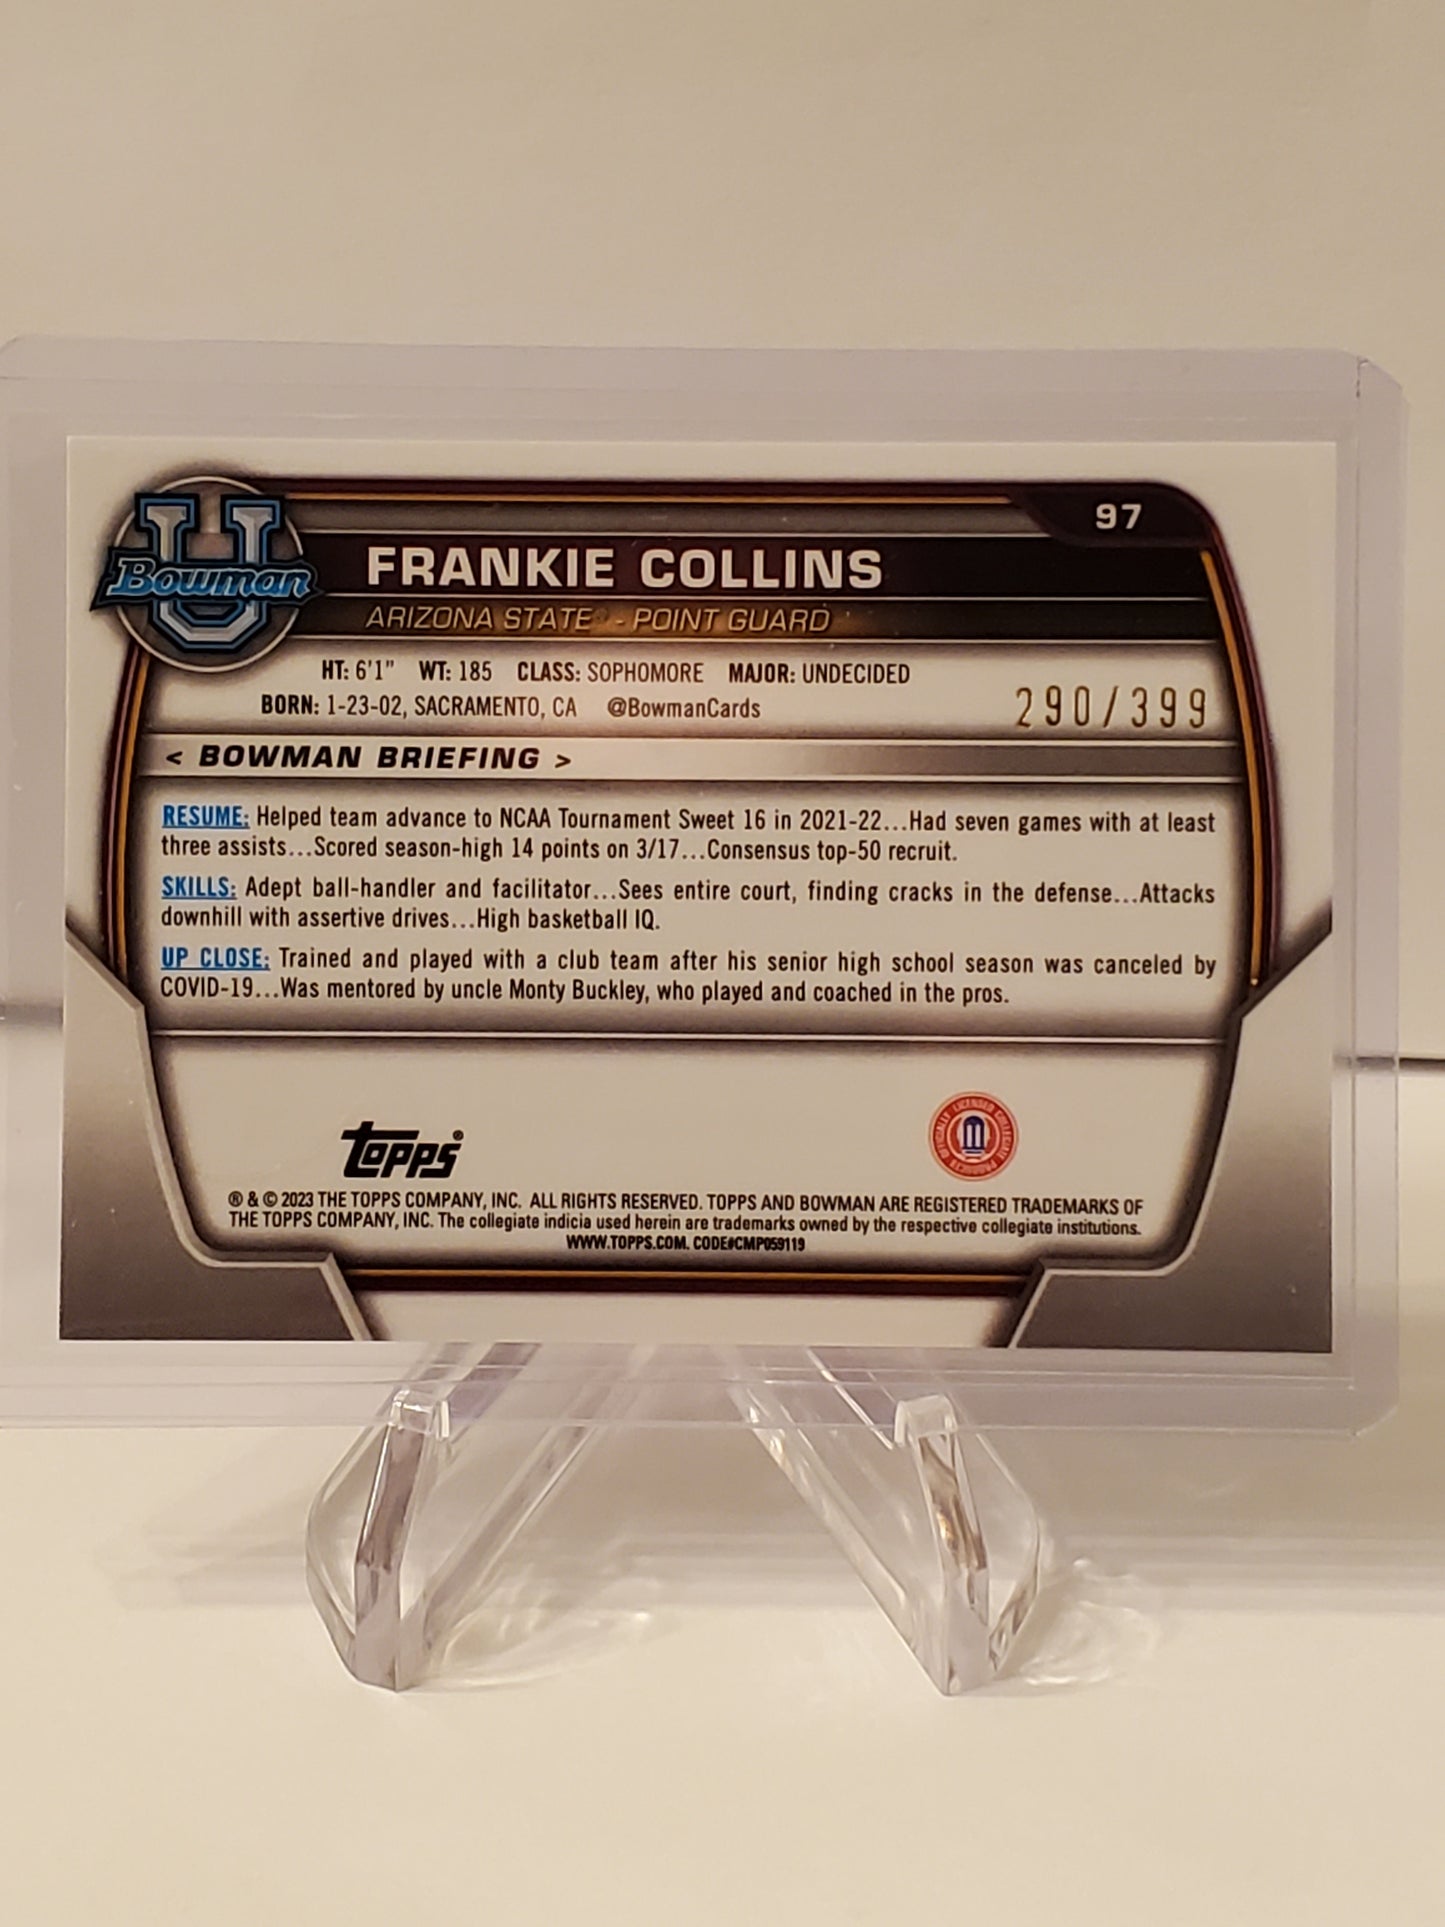 97
Bowman U
FRANKIE COLLINS
ARIZONA STATE® - POINT GUARD
HT: 6'1" WT: 185 CLASS: SOPHOMORE MAJOR: UNDECIDED
BORN: 1-23-02, SACRAMENTO, CA @BowmanCards
290/399
< BOWMAN BRIEFING >
RESUME: Helped team advance to NCAA Tournament Sweet 16 in 2021-22...Had seven games with at least
three assists...Scored season-high 14 points on 3/17...Consensus top-50 recruit.
SKILLS: Adept ball-handler and facilitator...Sees entire court, finding cracks in the defense...Attacks
downhill with assertive drives...High basketball IQ.
UP CLOSE: Trained and played with a club team after his senior high school season was canceled by
COVID-19...Was mentored by uncle Monty Buckley, who played and coached in the pros.
Topps®
OFFICIALLY LICENSED COLLEGIATE PRODUCTS
® & © 2023 THE TOPPS COMPANY, INC. ALL RIGHTS RESERVED. TOPPS AND BOWMAN ARE REGISTERED TRADEMARKS OF
THE TOPPS COMPANY, INC. The collegiate indicia used herein are trademarks owned by the respective collegiate institutions.
WWW.TOPPS.COM. CODE#CMP059119